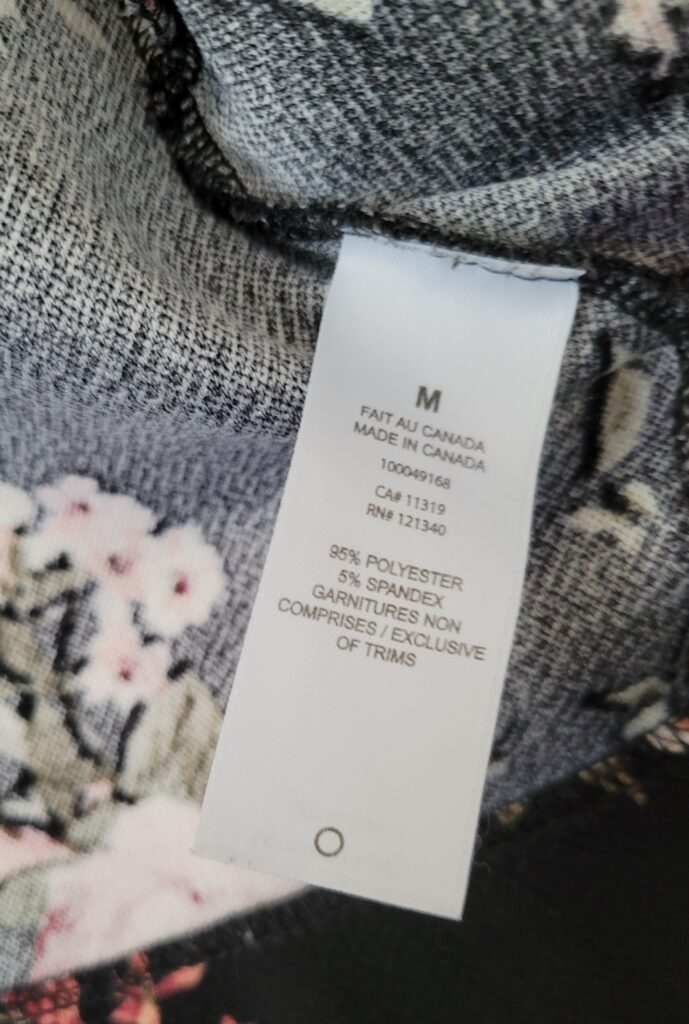 M
FAIT AU CANADA
MADE IN CANADA
100049168
CA# 11319
RN# 121340
95% POLYESTER
5% SPANDEX
GARNITURES NON
COMPRISES / EXCLUSIVE
OF TRIMS